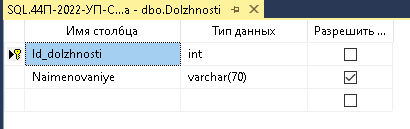 SQL.44П-2022-УП-С...а - dbo.Dolzhnosti
Имя столбца Тип данных Разрешить ...
Id_dolzhnosti int
Naimenovaniye varchar(70)